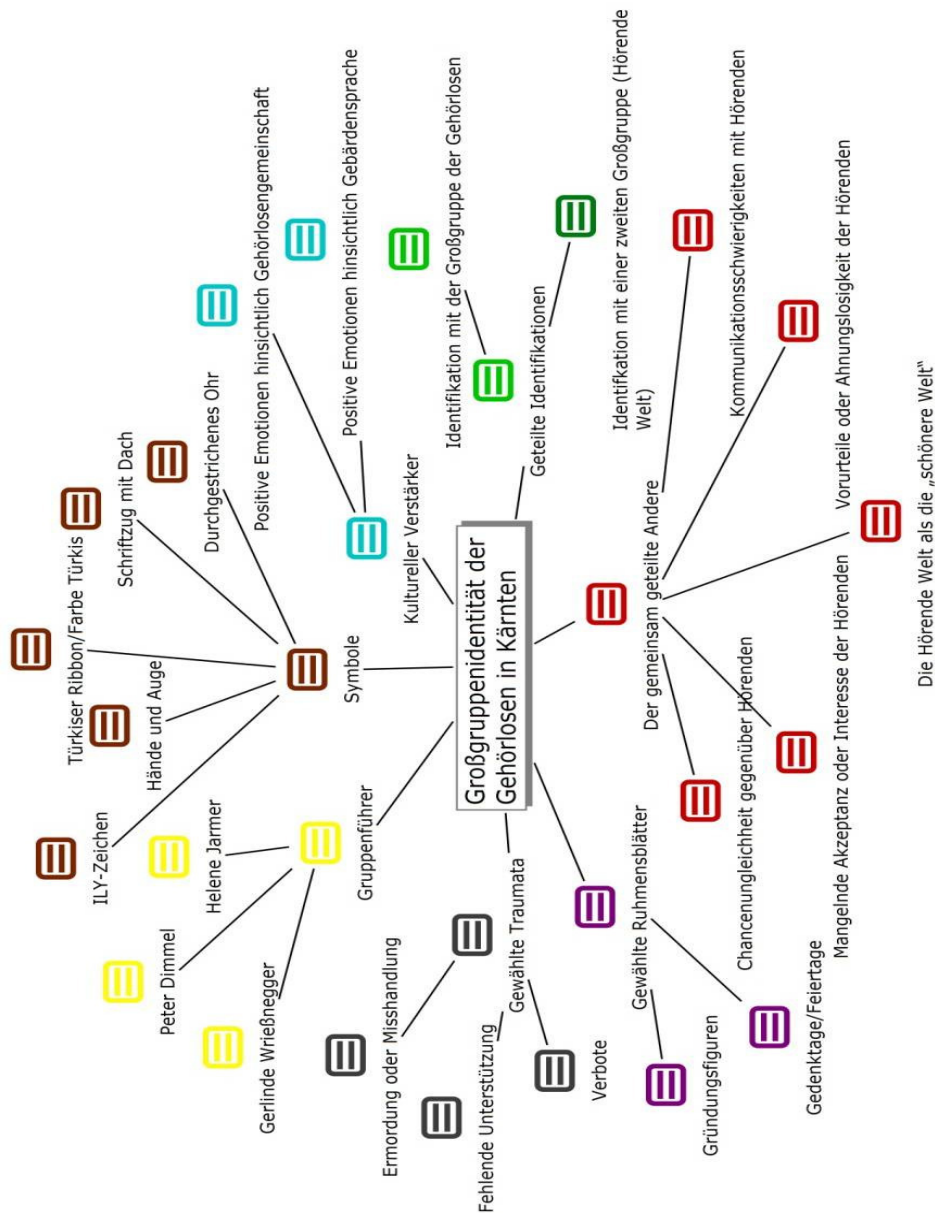 Großgruppenidentität der
Gehörlosen in Kärnten
Symbole
ILY-Zeichen
Hände und Auge
Türkiser Ribbon/Farbe Türkis
Schriftzug mit Dach
Durchgestrichenes Ohr
Kultureller Verstärker
Positive Emotionen hinsichtlich Gehörlosengemeinschaft
Positive Emotionen hinsichtlich Gebärdensprache
Geteilte Identifikationen
Identifikation mit der Großgruppe der Gehörlosen
Identifkation mit einer zweiten Großgruppe (Hörende
Welt)
Der gemeinsam geteilte Andere
Kommunikationsschwierigkeiten mit Hörenden
Vorurteile oder Ahnungslosigkeit der Hörenden
Die Hörende Welt als die „schönere Welt“
Mangelnde Akzeptanz oder Interesse der Hörenden
Chancenungleichheit gegenüber Hörenden
Gewählte Ruhmensblätter
Gedenktage/Feiertage
Gründungsfiguren
Gewählte Traumata
Verbote
Fehlende Unterstützung
Ermordung oder Misshandlung
Gruppenführer
Gerlinde Wrießnegger
Peter Dimmel
Helene Jarmer